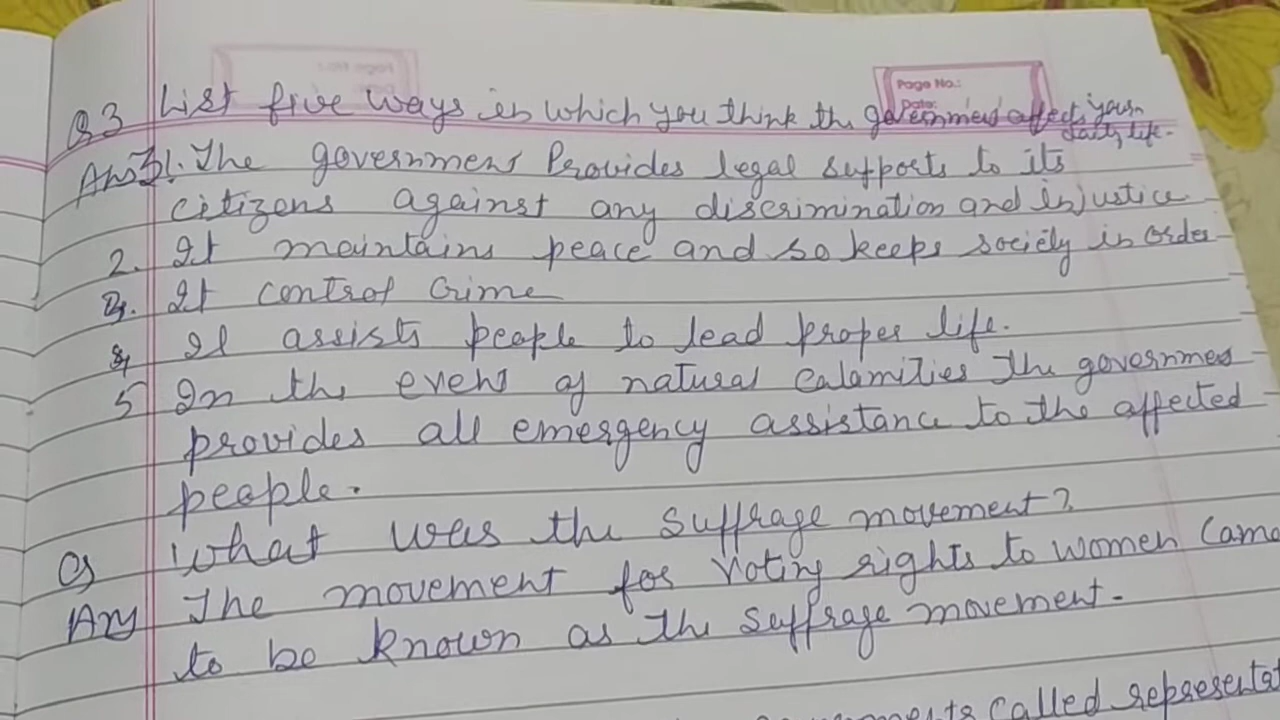 Page No.:
Date:
Q3 List five ways in which you think the government affects your
daily life.
Ans 1. The government Provides legal supports to its
citizens against any discrimination and injustice
2. It maintains peace and so keeps society in order
3. It control Crime
4 It assists people to lead proper life.
5 In the event of natural calamities The government
provides all emergency assistance to the affected
people.
Q What was the suffrage movement?
Ans The movement for voting rights to women came
to be known as the suffrage movement.
called representat